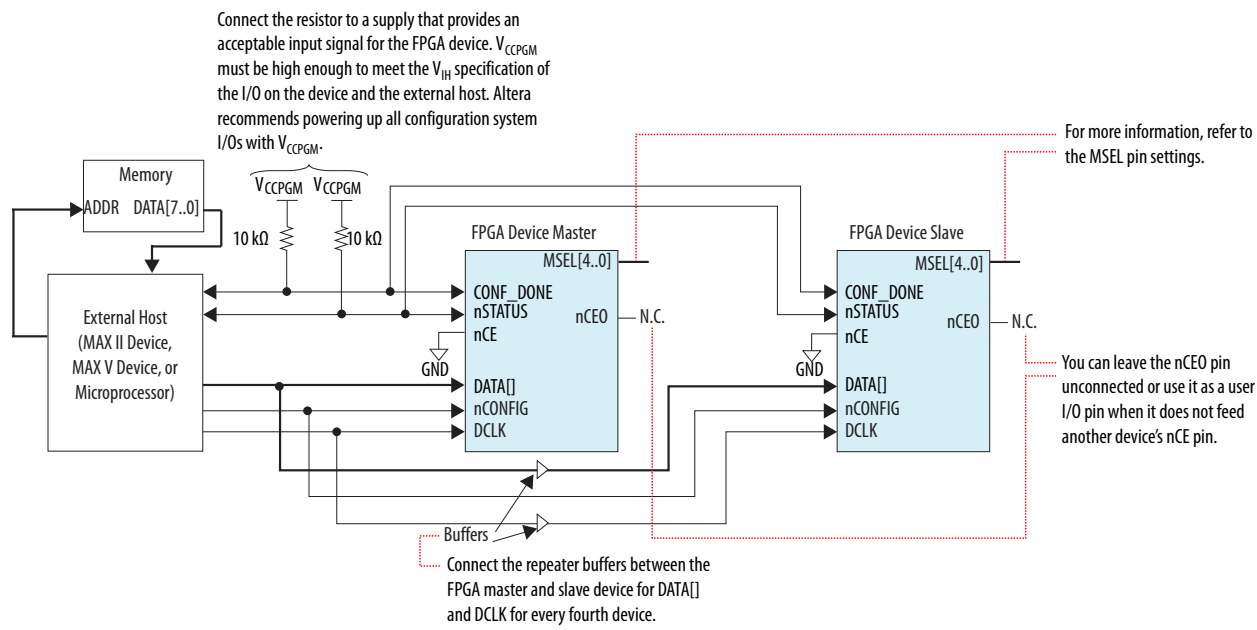 Connect the resistor to a supply that provides an
acceptable input signal for the FPGA device. VCCPGM
must be high enough to meet the VIH specification of
the I/O on the device and the external host. Altera
recommends powering up all configuration system
I/Os with VCCPGM.
For more information, refer to
the MSEL pin settings.
Memory
ADDR DATA[7..0]
VCCPGM VCCPGM
10 kΩ
10 kΩ
External Host
(MAX II Device,
MAX V Device, or
Microprocessor)
FPGA Device Master
MSEL[4..0]
CONF_DONE
nSTATUS
nCE
nCEO
N.C.
GND
DATA[]
nCONFIG
DCLK
FPGA Device Slave
MSEL[4..0]
CONF_DONE
nSTATUS
nCE
nCEO
N.C.
GND
DATA[]
nCONFIG
DCLK
You can leave the nCEO pin
unconnected or use it as a user
I/O pin when it does not feed
another device's nCE pin.
Buffers
Connect the repeater buffers between the
FPGA master and slave device for DATA[]
and DCLK for every fourth device.